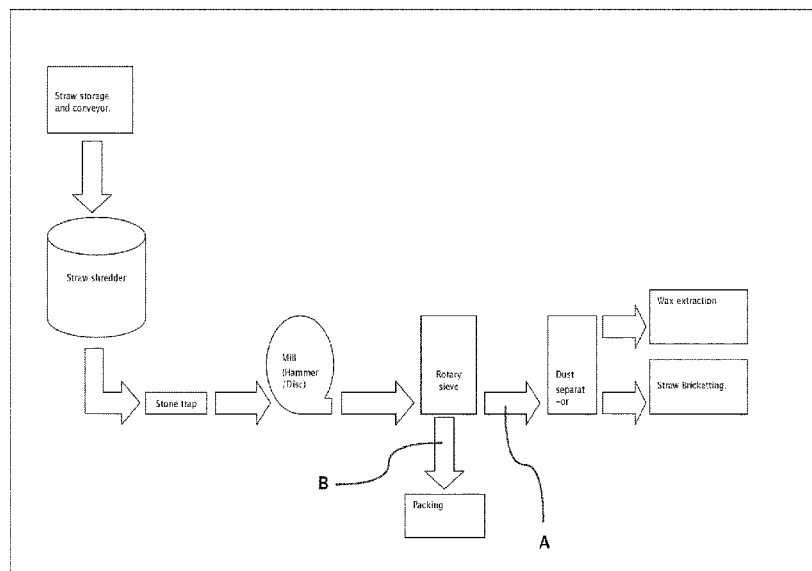 Straw storage
and conveyor.
Straw shredder
Stone trap
Mill
(Hammer
/Disc)
Rotary
sieve
Dust
separat
-or
Wax extraction
Straw Bricketting.
B
Packing
A